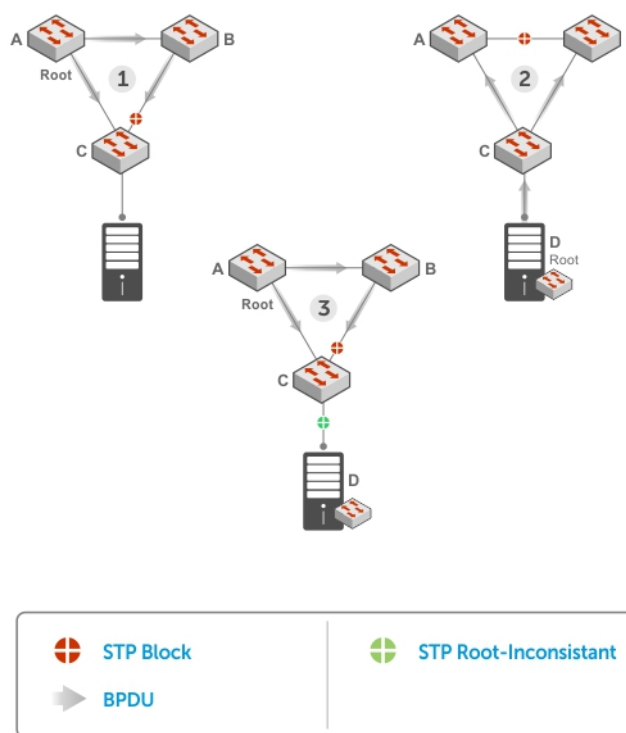 A
B
Root
1
C
A
2
C
D
Root
A
B
Root
3
C
D
STP Block
STP Root-Inconsistant
BPDU